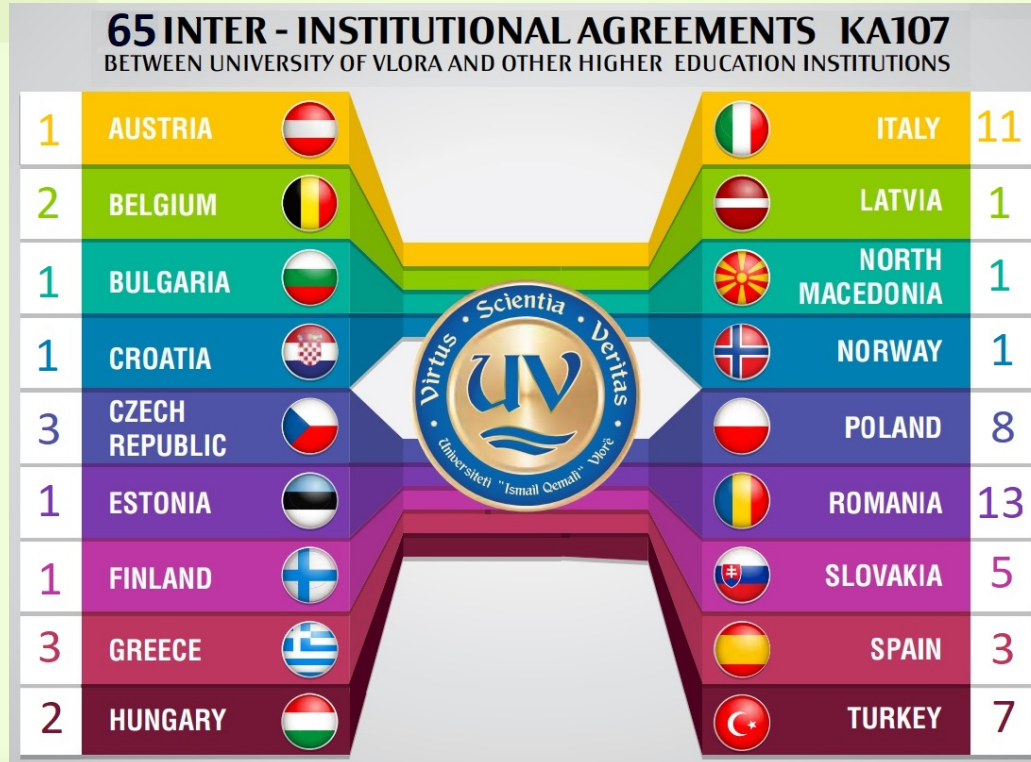 65 INTER - INSTITUTIONAL AGREEMENTS KA107
BETWEEN UNIVERSITY OF VLORA AND OTHER HIGHER EDUCATION INSTITUTIONS
1 AUSTRIA
2 BELGIUM
1 BULGARIA
1 CROATIA
3 CZECH
REPUBLIC
1 ESTONIA
1 FINLAND
3 GREECE
2 HUNGARY
Virtus · Scientia · Veritas
UV
Universiteti "Ismail Qemali" Vlorë
ITALY 11
LATVIA 1
NORTH
MACEDONIA 1
NORWAY 1
POLAND 8
ROMANIA 13
SLOVAKIA 5
SPAIN 3
TURKEY 7